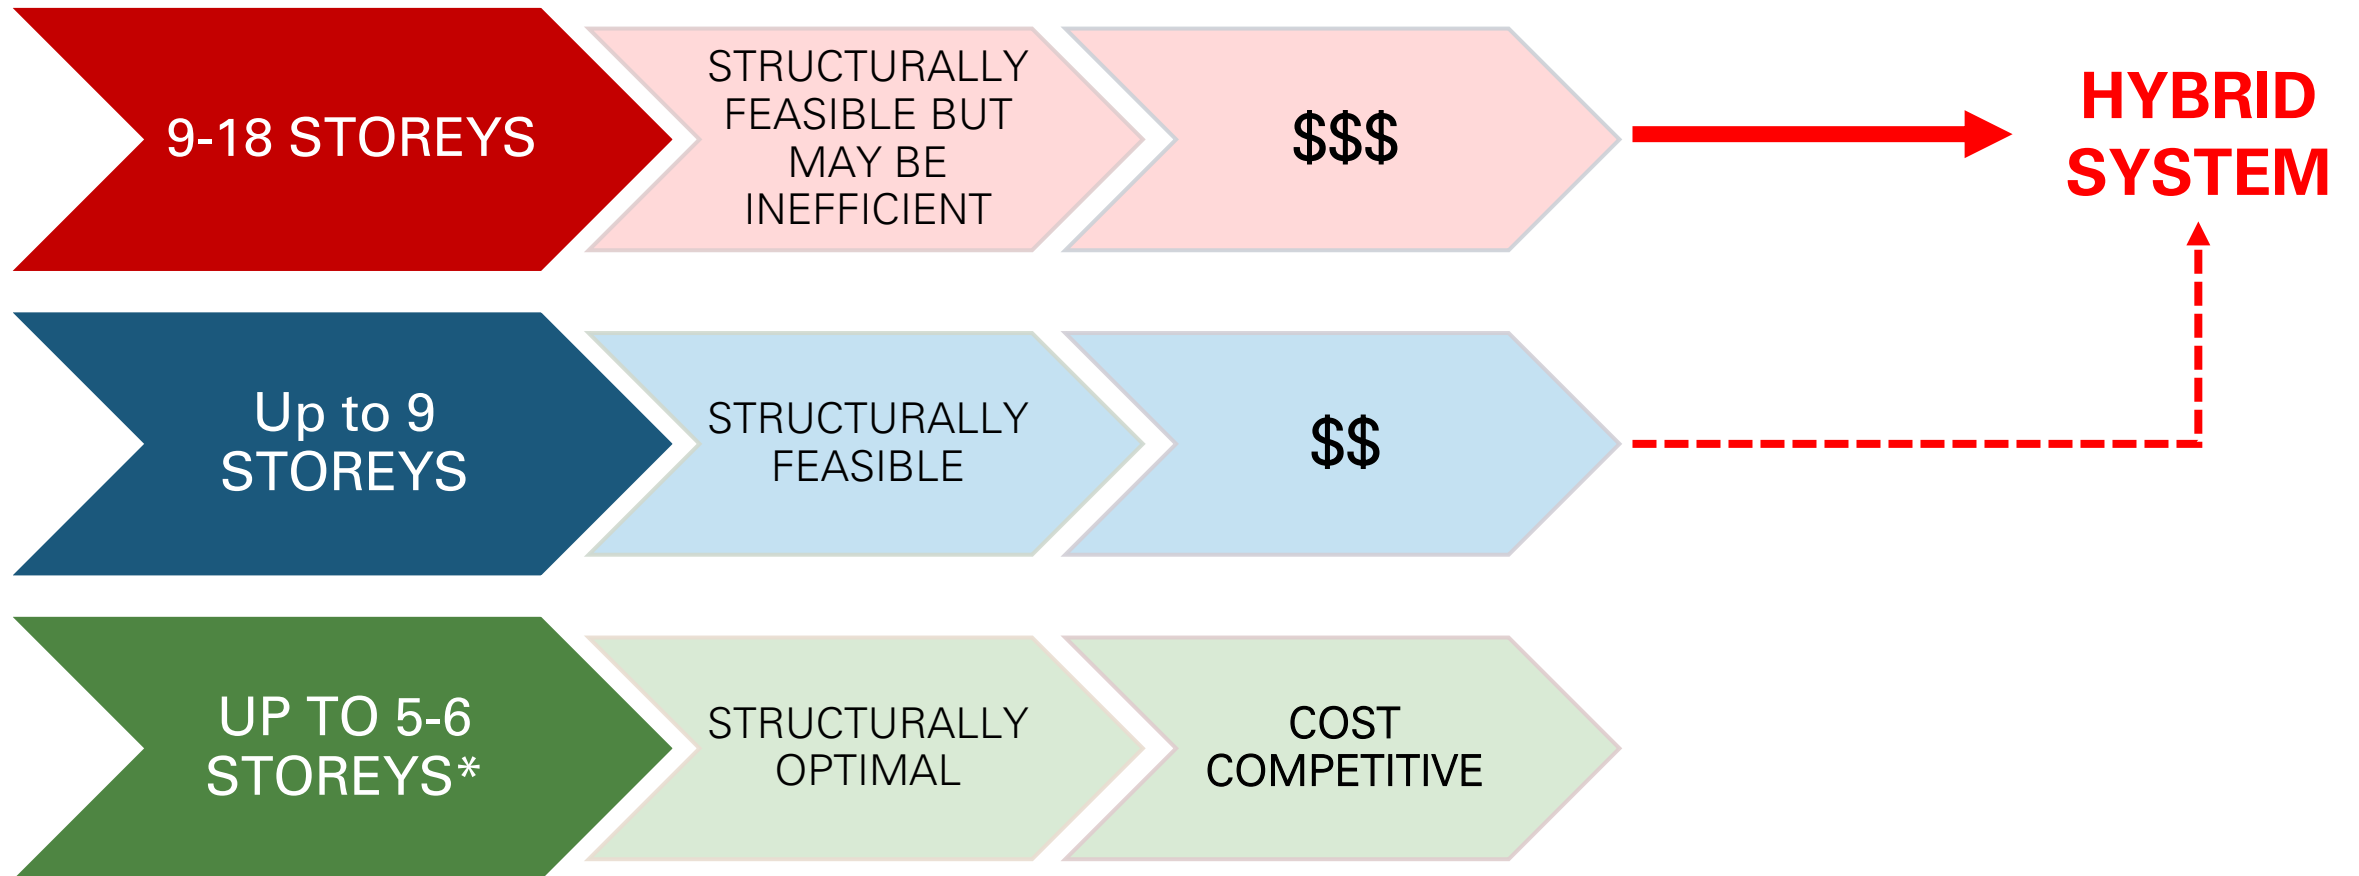 9-18 STOREYS
STRUCTURALLY
FEASIBLE BUT
MAY BE
INEFFICIENT
$$$
HYBRID
SYSTEM
Up to 9
STOREYS
STRUCTURALLY
FEASIBLE
$$
UP TO 5-6
STOREYS*
STRUCTURALLY
OPTIMAL
COST
COMPETITIVE